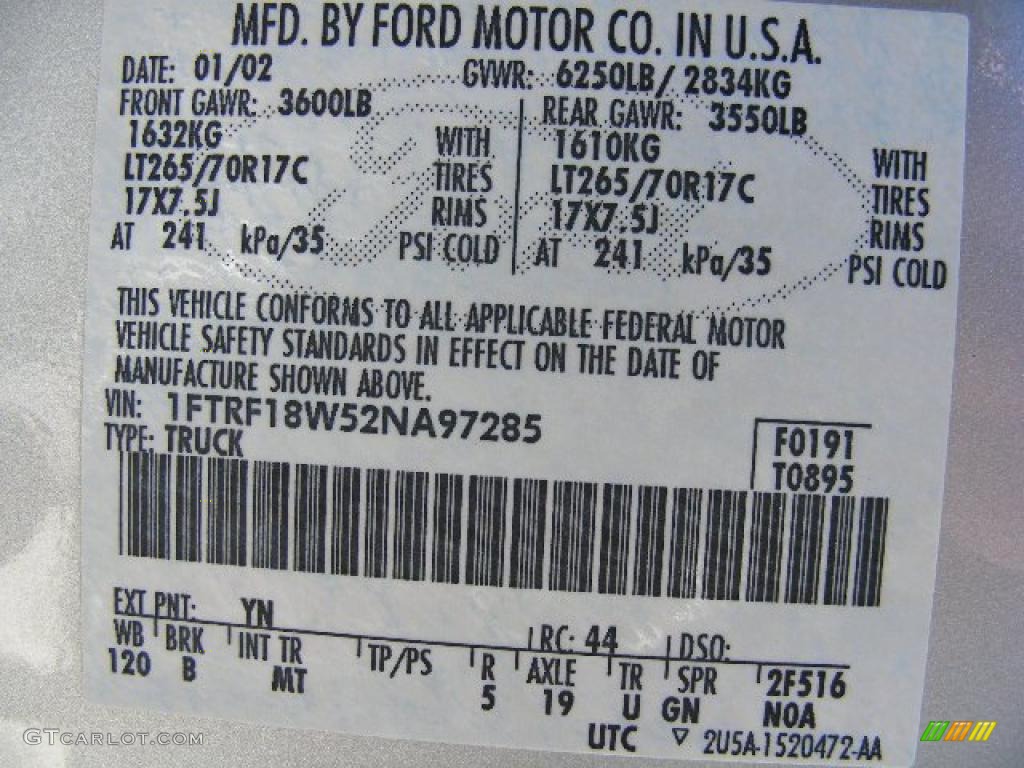 MFD. BY FORD MOTOR CO. IN U.S.A.
DATE: 01/02 GVWR: 6250LB/ 2834KG
FRONT GAWR: 3600LB REAR GAWR: 3550LB
1632KG WITH 1610KG WITH
LT265/70R17C TIRES LT265/70R17C TIRES
17X7.5J RIMS 17X7.5J RIMS
AT 241 kPa/35 PSI COLD AT 241 kPa/35 PSI COLD
THIS VEHICLE CONFORMS TO ALL APPLICABLE FEDERAL MOTOR
VEHICLE SAFETY STANDARDS IN EFFECT ON THE DATE OF
MANUFACTURE SHOWN ABOVE.
VIN: 1FTRF18W52NA97285
TYPE: TRUCK
F0191
T0895
EXT PNT: YN RC: 44 DSO:
WB BRK INT TR TP/PS R AXLE TR SPR 2F516
120 B MT 5 19 U GN NOA
UTC ▽ 2U5A-1520472-AA
GTCARLOT.COM